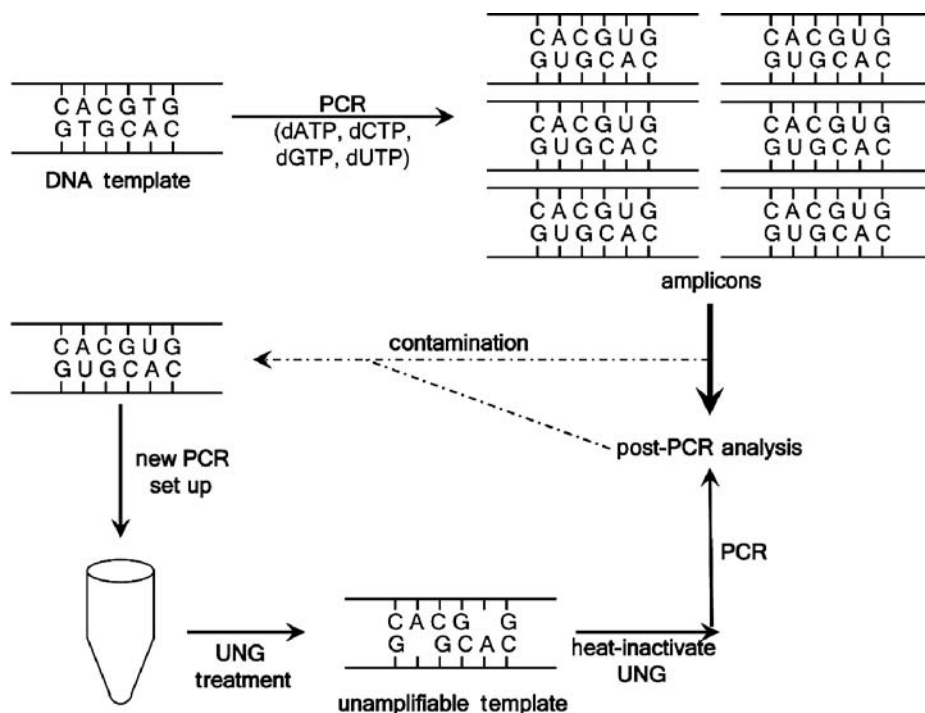 C A C G T G
G T G C A C
DNA template
PCR
(dATP, dCTP,
dGTP, dUTP)
C A C G U G
G U G C A C
C A C G U G
G U G C A C
C A C G U G
G U G C A C
C A C G U G
G U G C A C
C A C G U G
G U G C A C
C A C G U G
G U G C A C
amplicons
contamination
C A C G U G
G U G C A C
post-PCR analysis
new PCR
set up
PCR
UNG
treatment
C A C G G
G G C A C
unamplifiable template
heat-inactivate
UNG